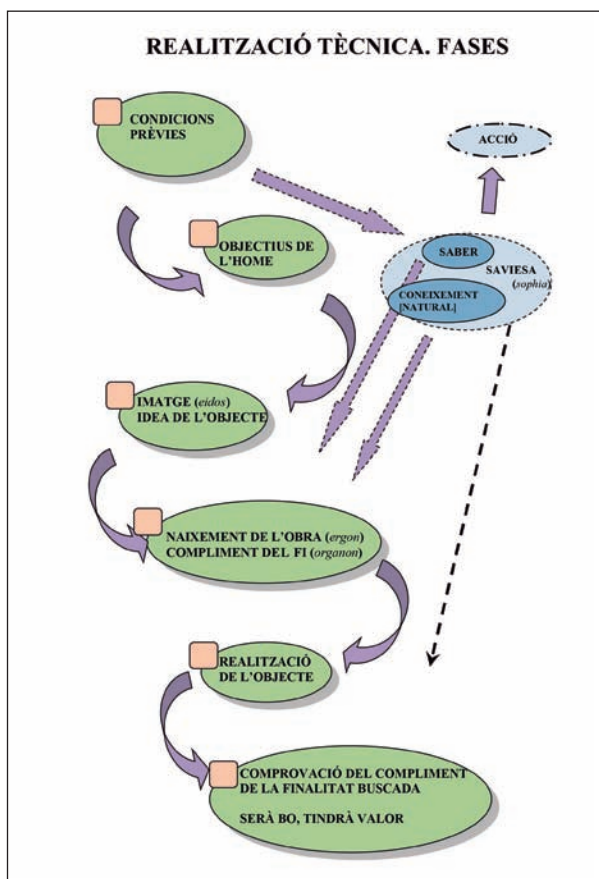 REALITZACIÓ TÈCNICA. FASES
CONDICIONS
PRÈVIES
ACCIÓ
OBJECTIUS DE
L'HOME
SABER
SAVIESA
(sophia)
CONEIXEMENT
[NATURAL]
IMATGE (eidos)
IDEA DE L'OBJECTE
NAIXEMENT DE L'OBRA (ergon)
COMPLIMENT DEL FI (organon)
REALITZACIÓ
DE L'OBJECTE
COMPROVACIÓ DEL COMPLIMENT
DE LA FINALITAT BUSCADA
SERÀ BO, TINDRÀ VALOR